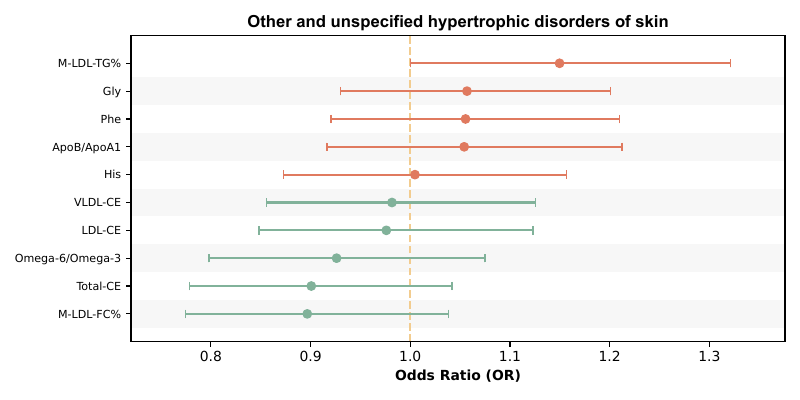 Other and unspecified hypertrophic disorders of skin
M-LDL-TG%
Gly
Phe
ApoB/ApoA1
His
VLDL-CE
LDL-CE
Omega-6/Omega-3
Total-CE
M-LDL-FC%
0.8 0.9 1.0 1.1 1.2 1.3
Odds Ratio (OR)